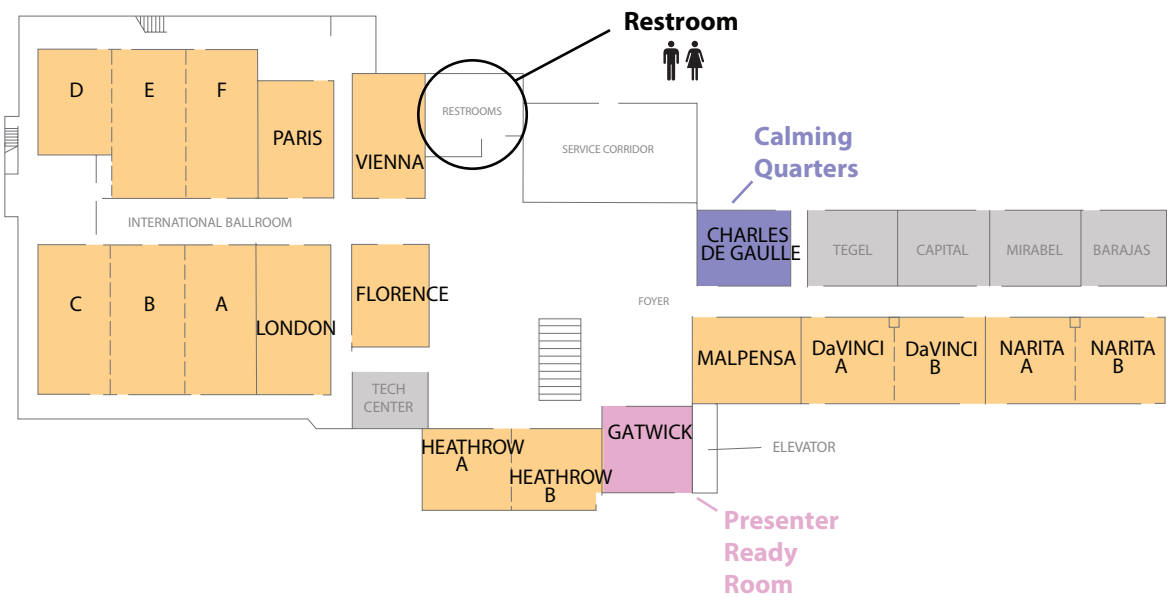 Restroom
D
E
F
PARIS
VIENNA
RESTROOMS
SERVICE CORRIDOR
Calming
Quarters
INTERNATIONAL BALLROOM
CHARLES
DE GAULLE
TEGEL
CAPITAL
MIRABEL
BARAJAS
C
B
A
LONDON
FLORENCE
FOYER
MALPENSA
DaVINCI
A
DaVINCI
B
NARITA
A
NARITA
B
TECH
CENTER
HEATHROW
A
HEATHROW
B
GATWICK
ELEVATOR
Presenter
Ready
Room